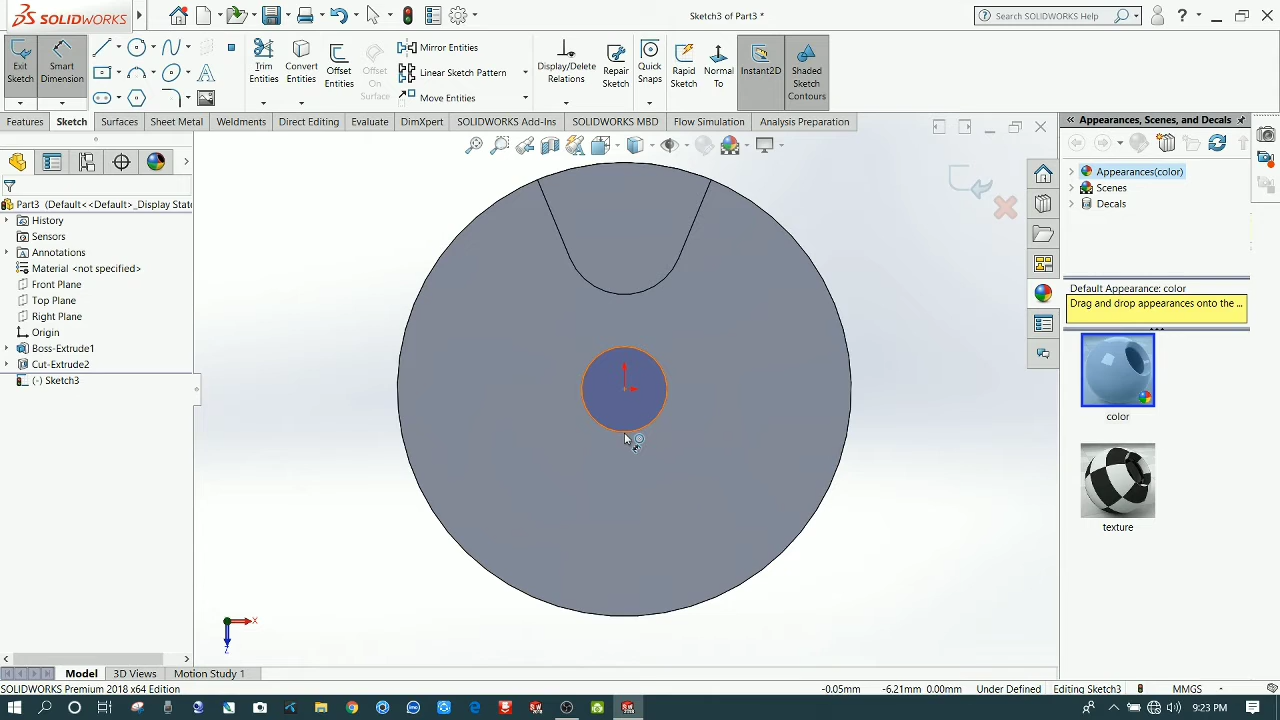 SOLIDWORKS
Sketch3 of Part3 *
Search SOLIDWORKS Help
Exit Sketch
Smart Dimension
Trim Entities
Convert Entities
Offset Entities
Offset On Surface
Mirror Entities
Linear Sketch Pattern
Move Entities
Display/Delete Relations
Repair Sketch
Quick Snaps
Rapid Sketch
Normal To
Instant2D
Shaded Sketch Contours
Features
Sketch
Surfaces
Sheet Metal
Weldments
Direct Editing
Evaluate
DimXpert
SOLIDWORKS Add-Ins
SOLIDWORKS MBD
Flow Simulation
Analysis Preparation
Appearances, Scenes, and Decals
Appearances(color)
Scenes
Decals
Default Appearance: color
Drag and drop appearances onto the ...
color
texture
Part3 (Default<<Default>_Display State
History
Sensors
Annotations
Material <not specified>
Front Plane
Top Plane
Right Plane
Origin
Boss-Extrude1
Cut-Extrude2
(-) Sketch3
X
Z
Model
3D Views
Motion Study 1
SOLIDWORKS Premium 2018 x64 Edition
-0.05mm
-6.21mm
0.00mm
Under Defined
Editing Sketch3
MMGS
9:23 PM